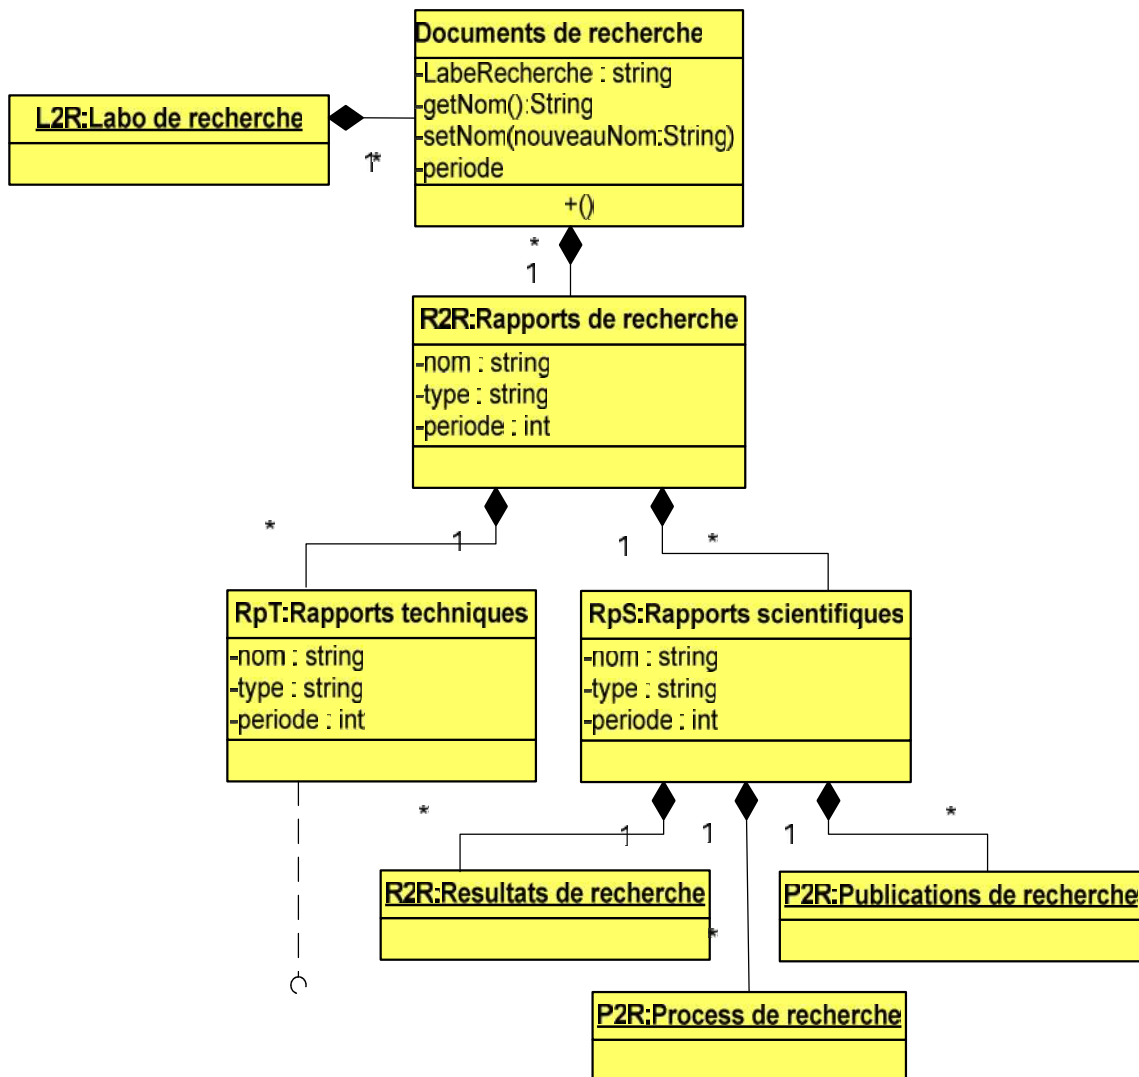 Documents de recherche
-LabeRecherche : string
-getNom():String
-setNom(nouveauNom:String)
-periode
+()
L2R:Labo de recherche
1
*
*
1
R2R:Rapports de recherche
-nom : string
-type : string
-periode : int
*
1
1
*
RpT:Rapports techniques
-nom : string
-type : string
-periode : int
RpS:Rapports scientifiques
-nom : string
-type : string
-periode : int
*
1
1
1
*
R2R:Resultats de recherche
P2R:Publications de recherche
*
P2R:Process de recherche